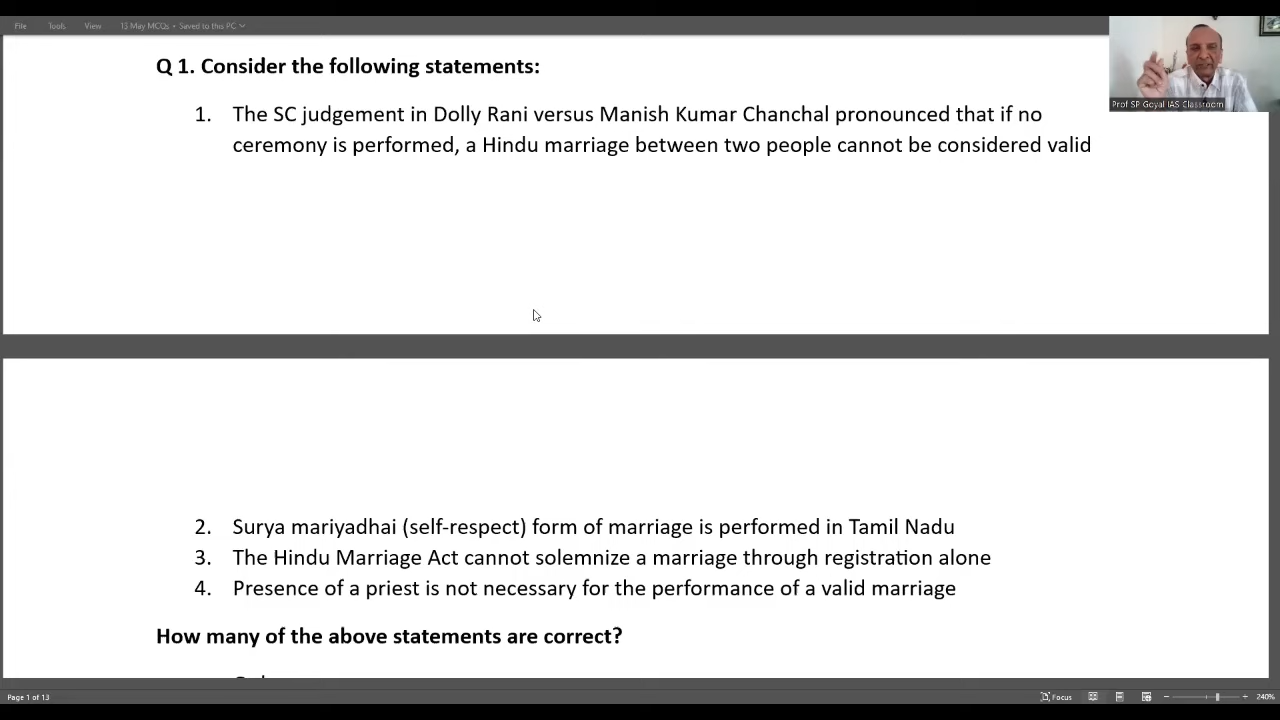 File Tools View 13 May MCQs • Saved to this PC
Q 1. Consider the following statements:
1. The SC judgement in Dolly Rani versus Manish Kumar Chanchal pronounced that if no
ceremony is performed, a Hindu marriage between two people cannot be considered valid
Prof SP Goyal IAS Classroom
2. Surya mariyadhai (self-respect) form of marriage is performed in Tamil Nadu
3. The Hindu Marriage Act cannot solemnize a marriage through registration alone
4. Presence of a priest is not necessary for the performance of a valid marriage
How many of the above statements are correct?
Page 1 of 13 Focus 240%